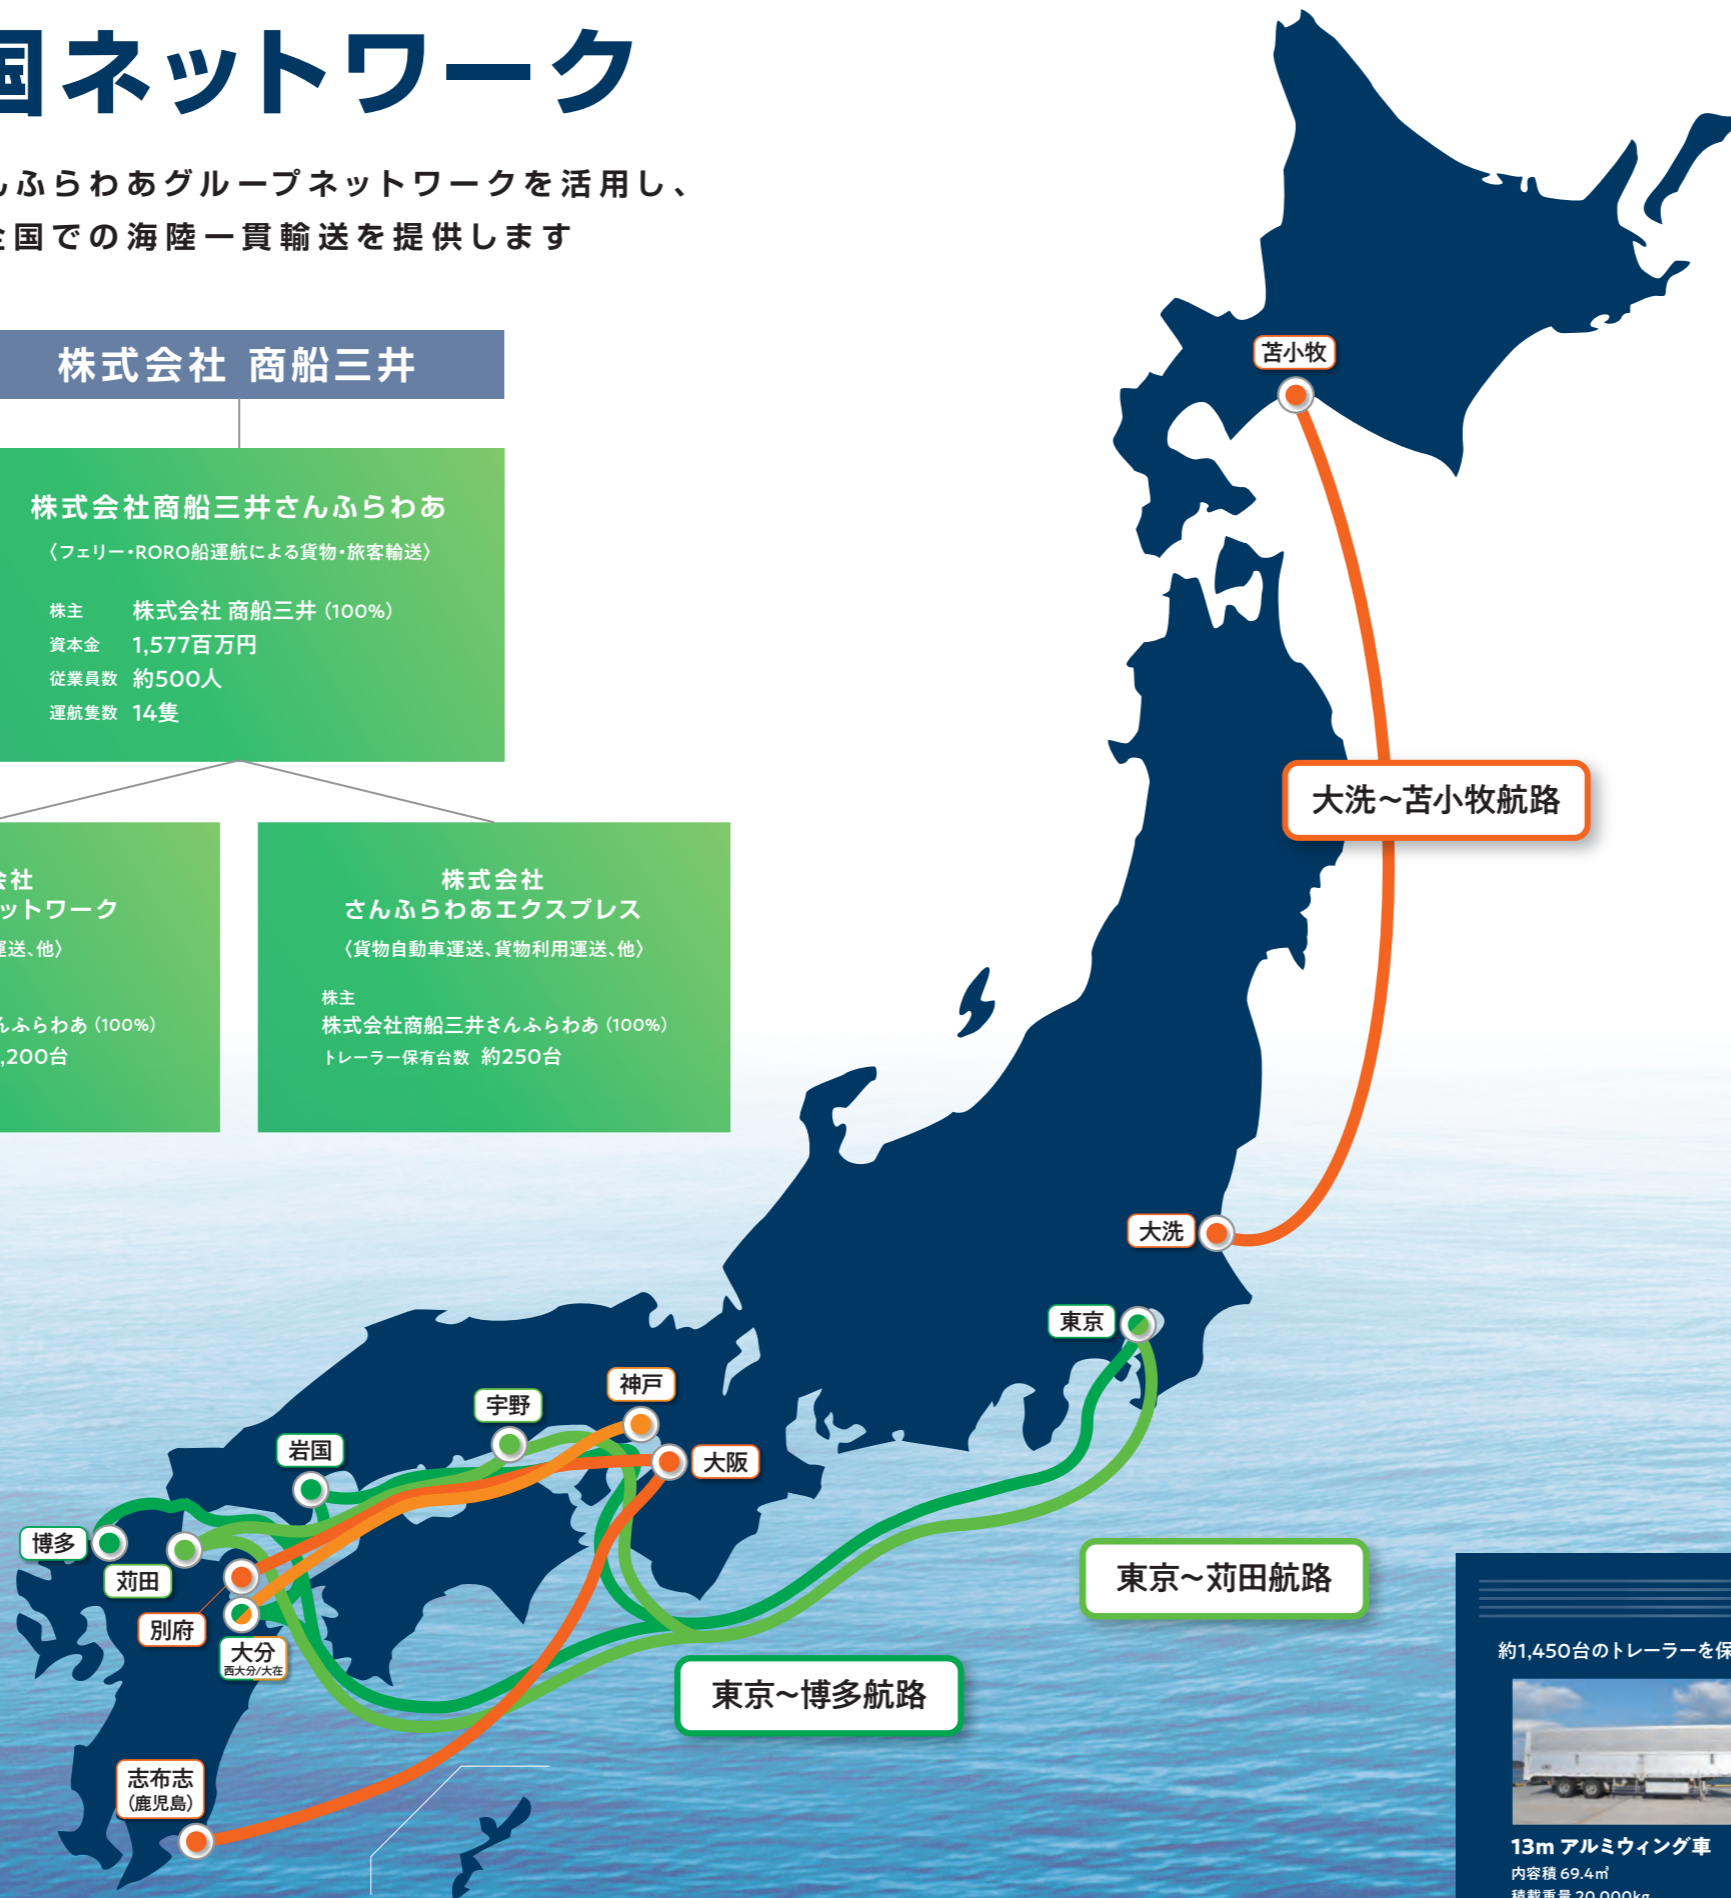 国ネットワーク
んふらわあグループネットワークを活用し、
全国での海陸一貫輸送を提供します
株式会社 商船三井
株式会社商船三井さんふらわあ
〈フェリー・RORO船運航による貨物・旅客輸送〉
株主 株式会社 商船三井（100%）
資本金 1,577百万円
従業員数 約500人
運航隻数 14隻
会社
ットワーク
運送、他〉
んふらわあ（100%）
,200台
株式会社
さんふらわあエクスプレス
〈貨物自動車運送、貨物利用運送、他〉
株主
株式会社商船三井さんふらわあ（100%）
トレーラー保有台数 約250台
苫小牧
大洗～苫小牧航路
大洗
東京
神戸
宇野
大阪
岩国
博多
苅田
別府
大分
西大分/大在
志布志
（鹿児島）
東京～苅田航路
東京～博多航路
約1,450台のトレーラーを保
13m アルミウィング車
内容積 69.4㎥
積載重量 20,000kg